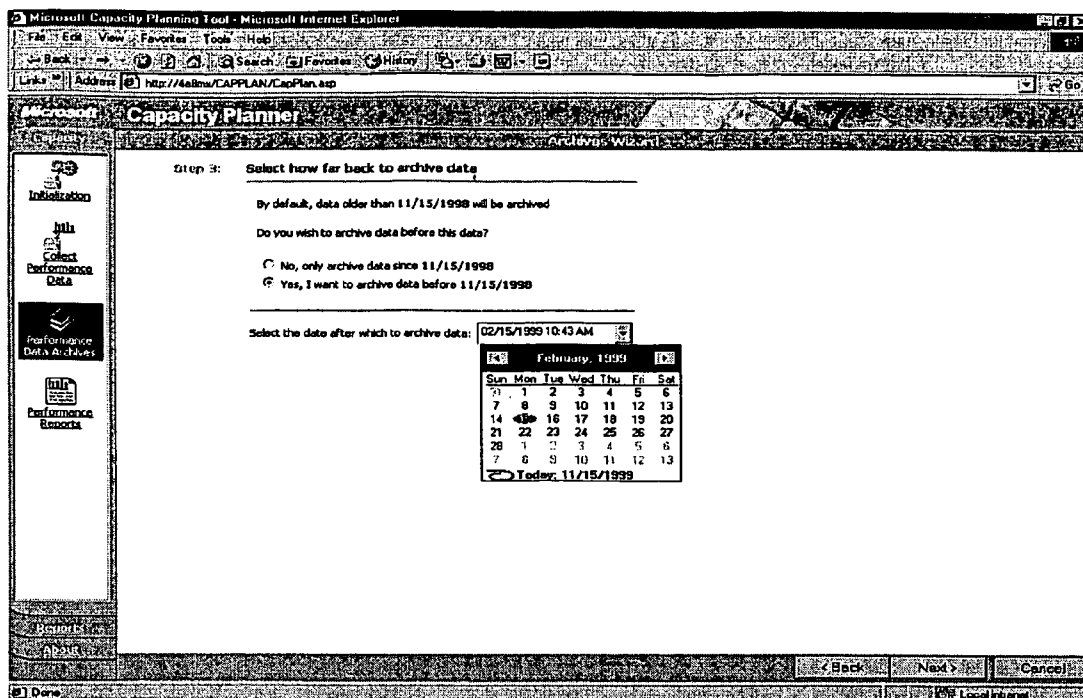 Microsoft Capacity Planning Tool - Microsoft Internet Explorer
File Edit View Favorites Tools Help
Back Search Favorites History
Links Address http://4a8mx/CAPPLAN/CapPlan.asp Go
Microsoft Capacity Planner
Capacity Archive Wizard
Initialization
Collect Performance Data
Performance Data Archives
Performance Reports
Reports
About
Step 3: Select how far back to archive data
By default, data older than 11/15/1998 will be archived
Do you wish to archive data before this data?
No, only archive data since 11/15/1998
Yes, I want to archive data before 11/15/1998
Select the date after which to archive data: 02/15/1999 10:43 AM
February, 1999
Sun Mon Tue Wed Thu Fri Sat
31 1 2 3 4 5 6
7 8 9 10 11 12 13
14 15 16 17 18 19 20
21 22 23 24 25 26 27
28 1 2 3 4 5 6
7 8 9 10 11 12 13
Today: 11/15/1999
< Back Next > Cancel
Done